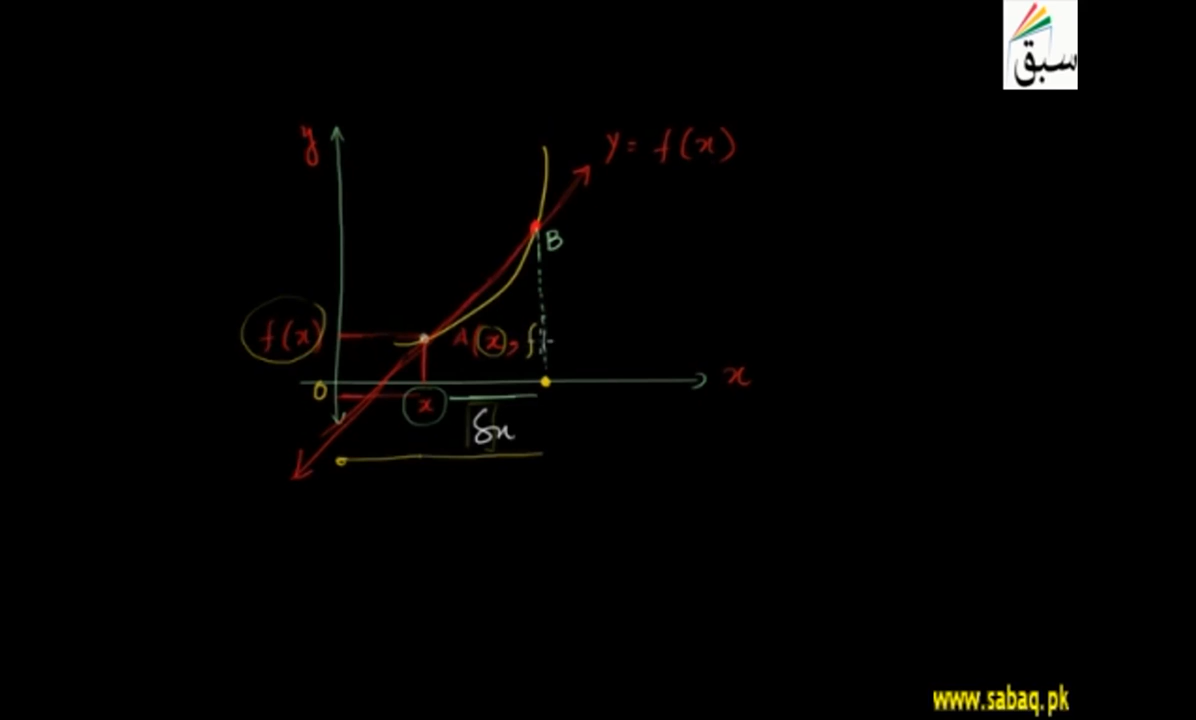 سبق
y
y = f(x)
B
f(x)
A(x), f(
O
x
x
δx
www.sabaq.pk